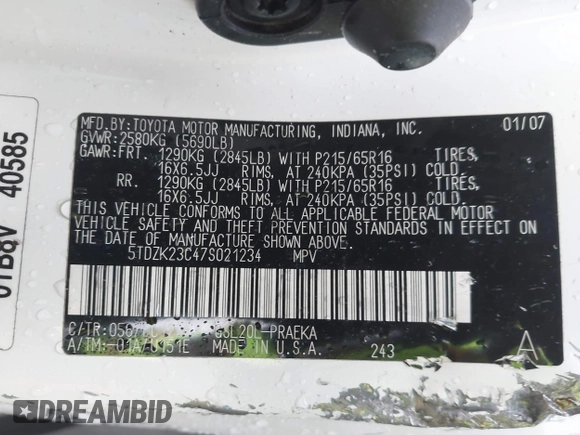 MFD.BY:TOYOTA MOTOR MANUFACTURING, INDIANA, INC. 01/07
GVWR:2580KG (5690LB)
GAWR:FRT. 1290KG (2845LB) WITH P215/65R16 TIRES,
16X6.5JJ RIMS, AT 240KPA (35PSI) COLD.
RR. 1290KG (2845LB) WITH P215/65R16 TIRES,
16X6.5JJ RIMS, AT 240KPA (35PSI) COLD.
THIS VEHICLE CONFORMS TO ALL APPLICABLE FEDERAL MOTOR
VEHICLE SAFETY AND THEFT PREVENTION STANDARDS IN EFFECT ON
THE DATE OF MANUFACTURE SHOWN ABOVE.
5TDZK23C47S021234 MPV
C/TR: PRAEKA
A/TM: MADE IN U.S.A. 243 A
40585
DREAMBID